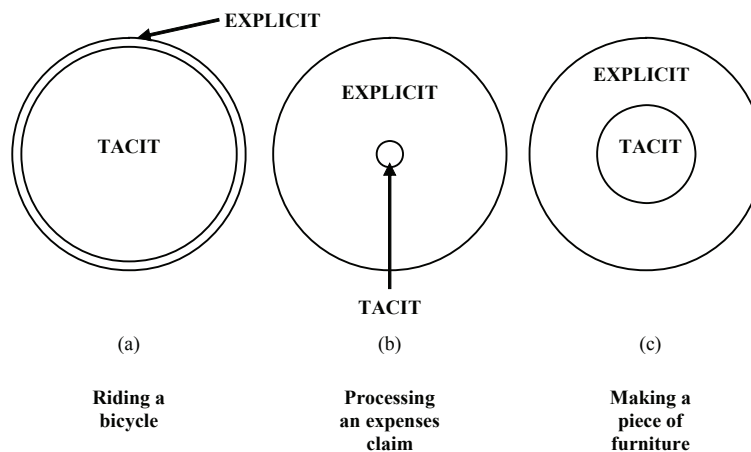 EXPLICIT
TACIT
EXPLICIT
TACIT
EXPLICIT
TACIT
(a)
(b)
(c)
Riding a
bicycle
Processing
an expenses
claim
Making a
piece of
furniture